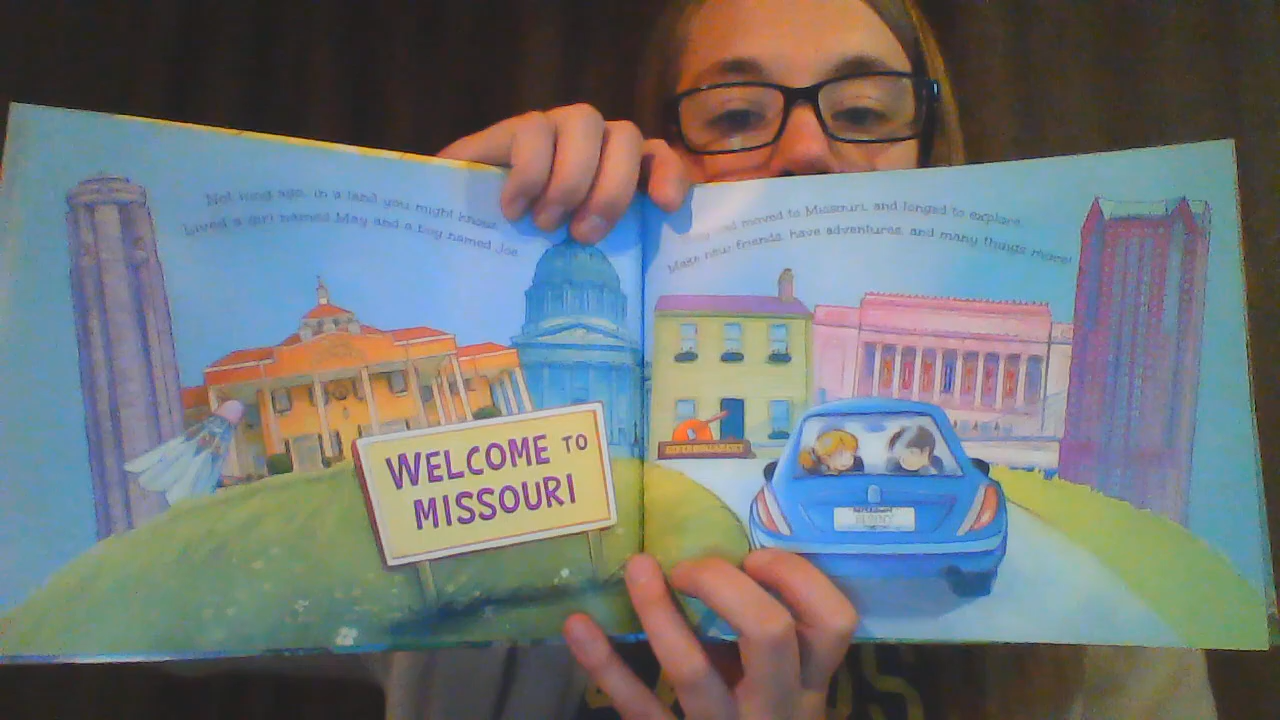 Not long ago, in a land you might know,
Lived a girl named May and a boy named Joe.
moved to Missouri, and longed to explore,
Make new friends, have adventures, and many things more!
WELCOME TO
MISSOURI